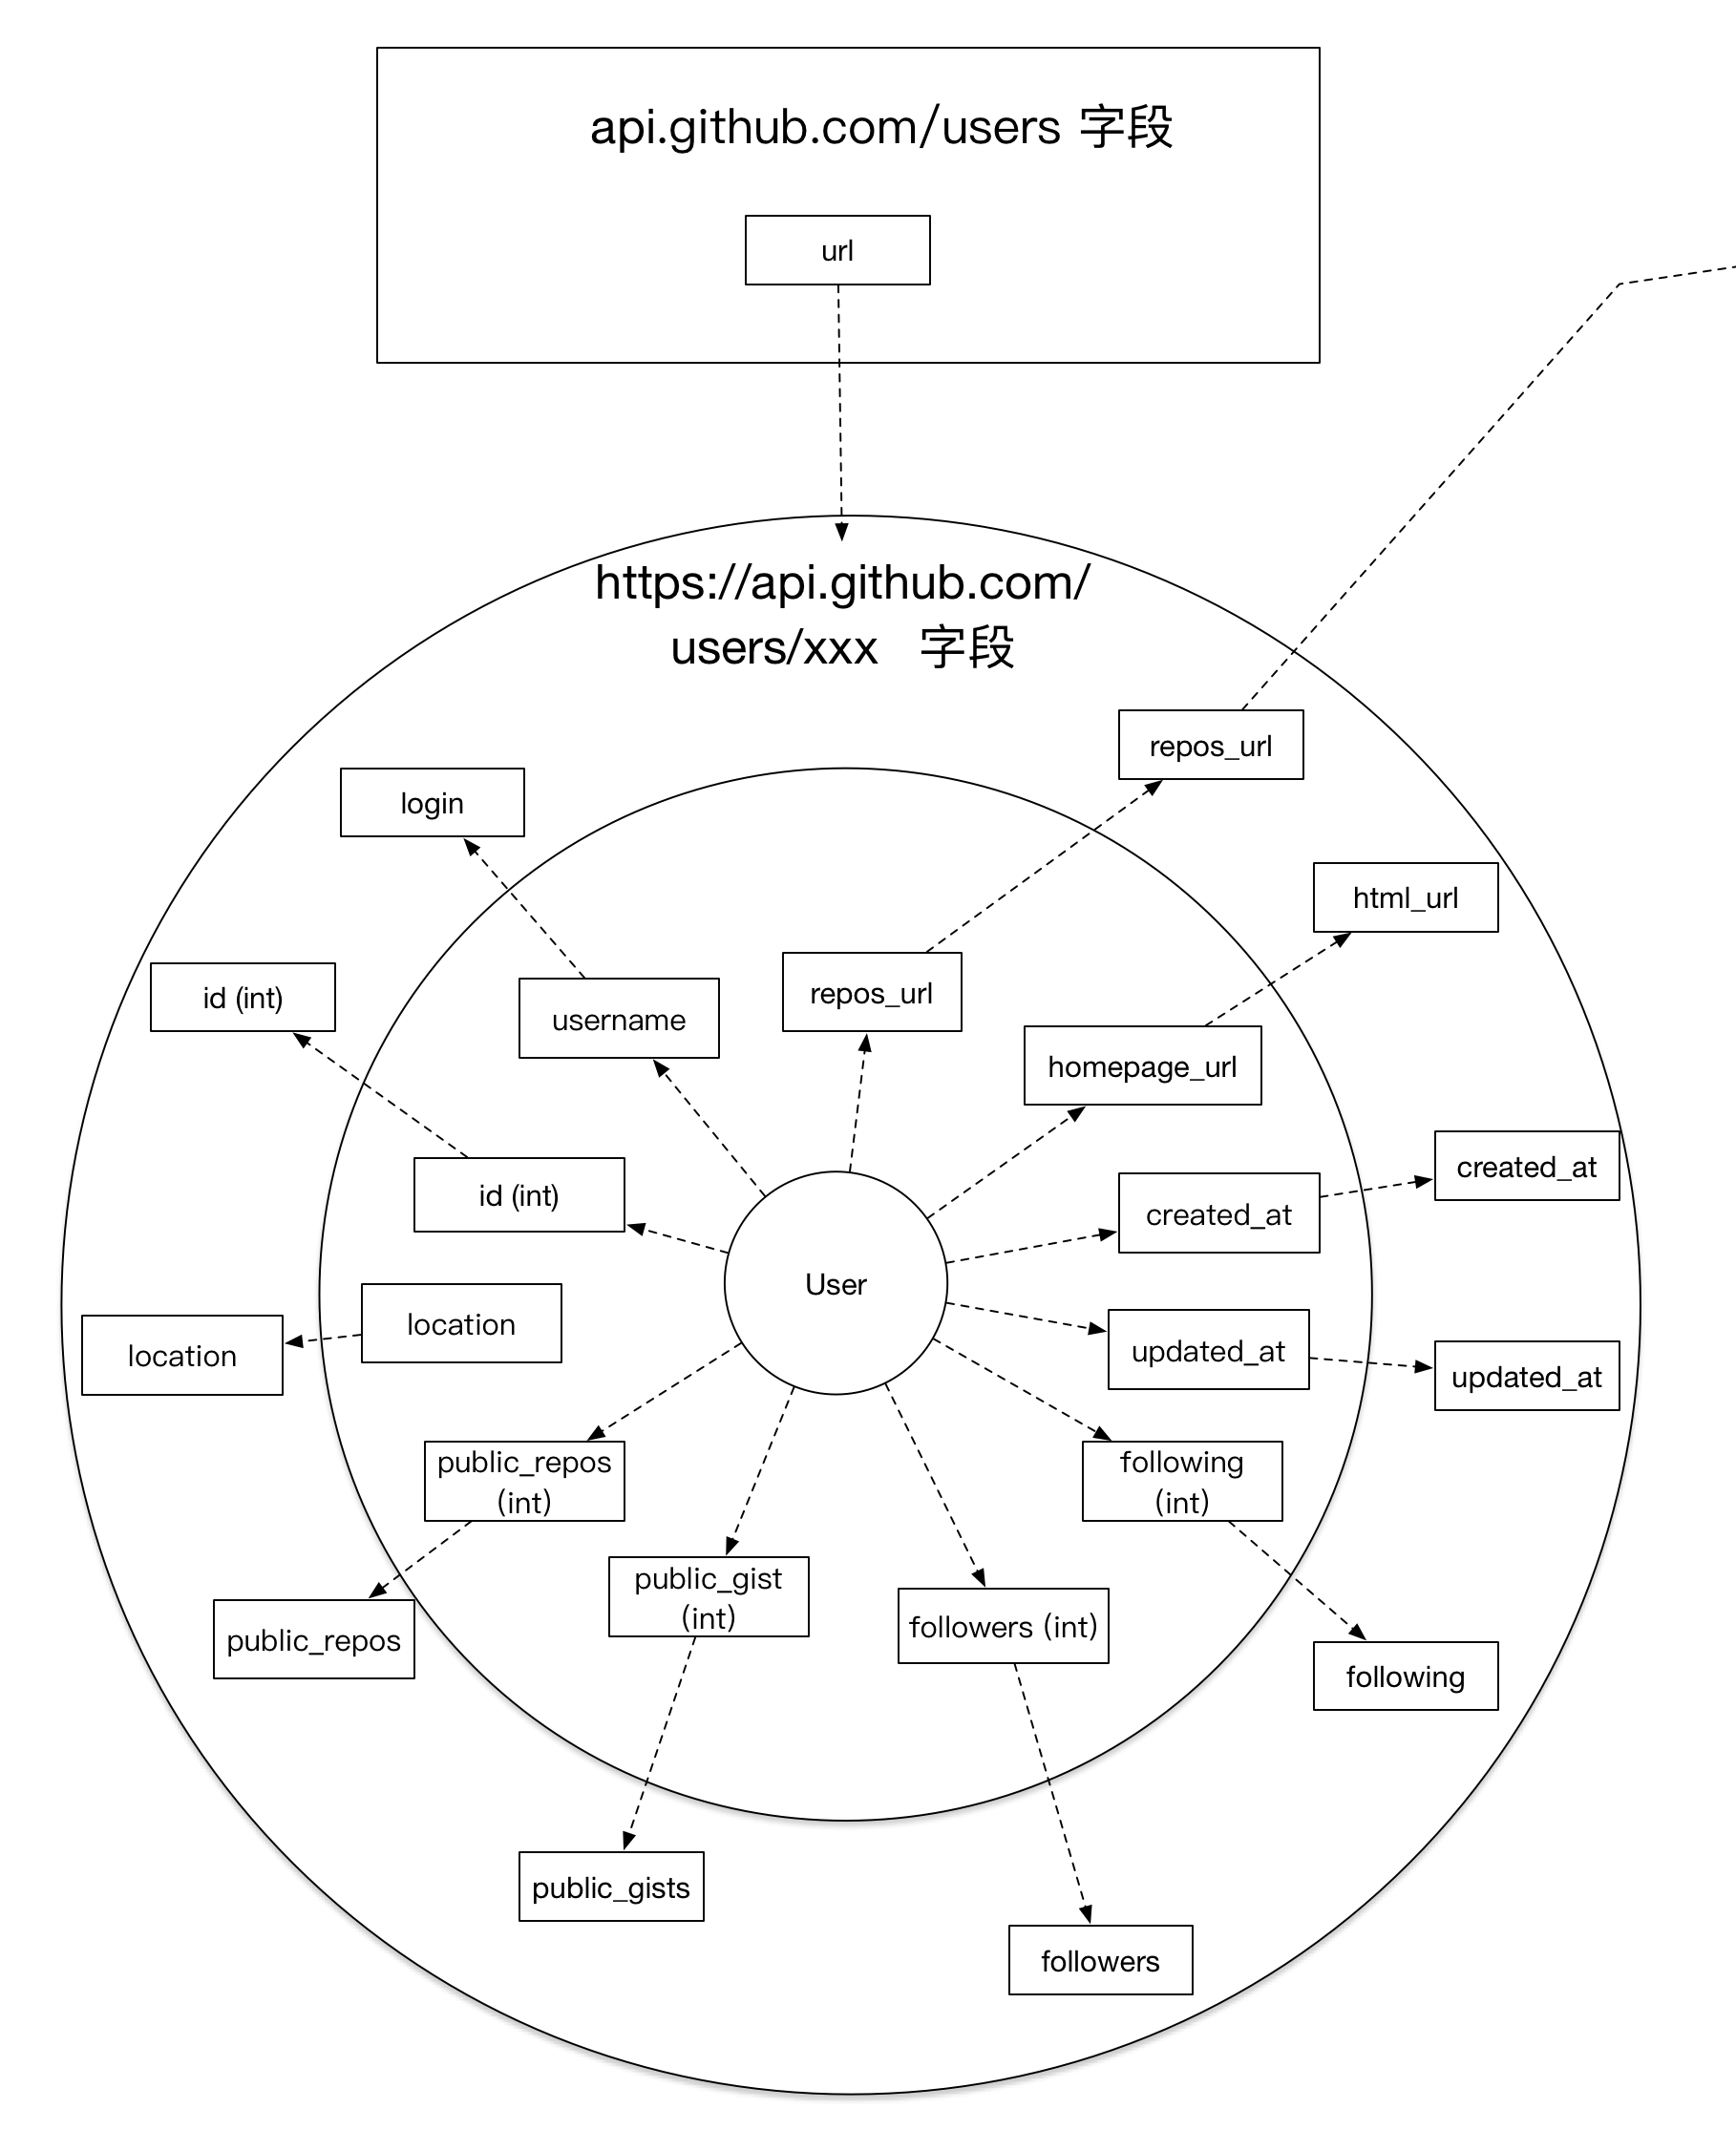 api.github.com/users 字段
url
https://api.github.com/
users/xxx 字段
repos_url
login
html_url
id (int)
username
repos_url
homepage_url
created_at
id (int)
created_at
User
location
location
updated_at
updated_at
public_repos
(int)
following
(int)
public_gist
(int)
followers (int)
public_repos
following
public_gists
followers